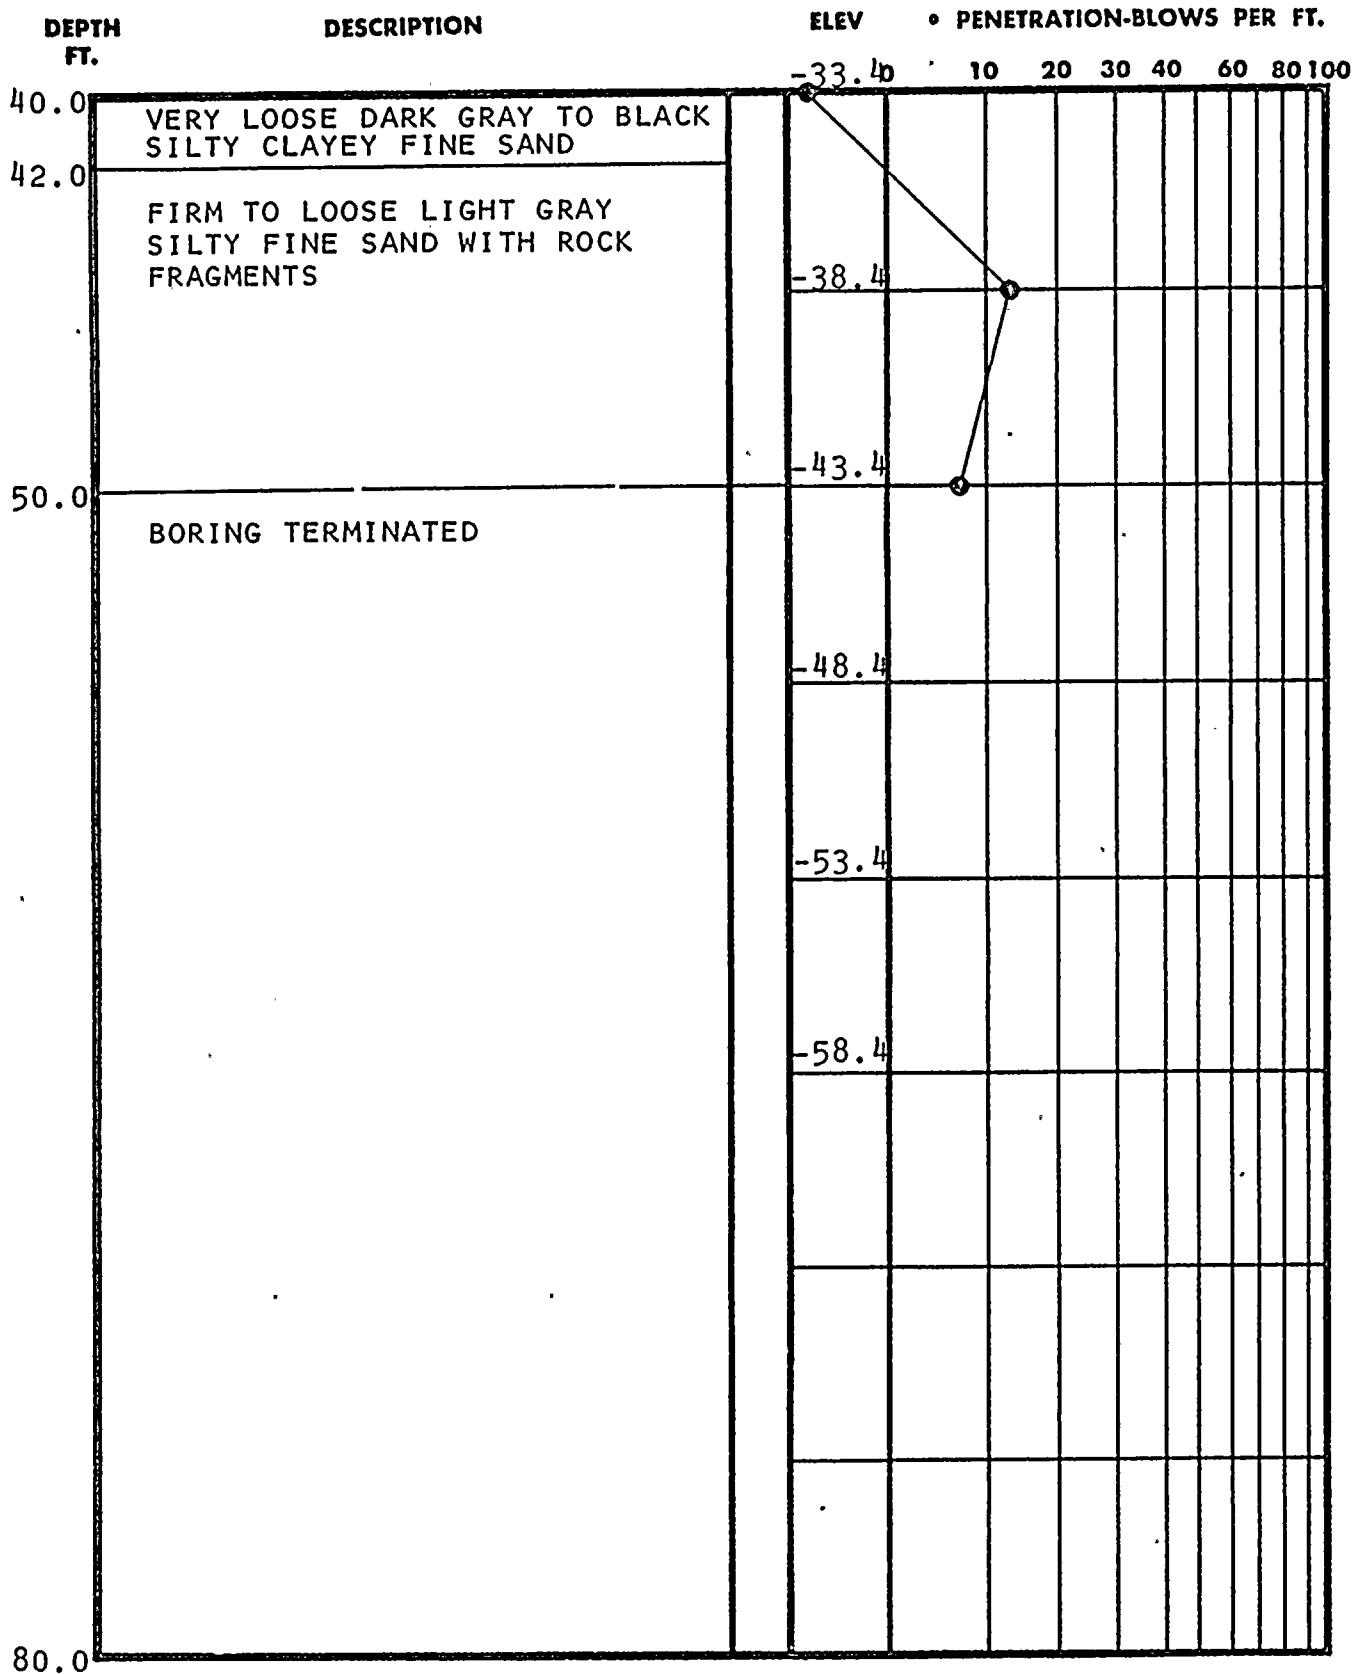 DEPTH FT. DESCRIPTION ELEV • PENETRATION-BLOWS PER FT.
0 10 20 30 40 60 80 100
40.0 -33.4
VERY LOOSE DARK GRAY TO BLACK
SILTY CLAYEY FINE SAND
42.0
FIRM TO LOOSE LIGHT GRAY
SILTY FINE SAND WITH ROCK
FRAGMENTS
-38.4
-43.4
50.0
BORING TERMINATED
-48.4
-53.4
-58.4
80.0